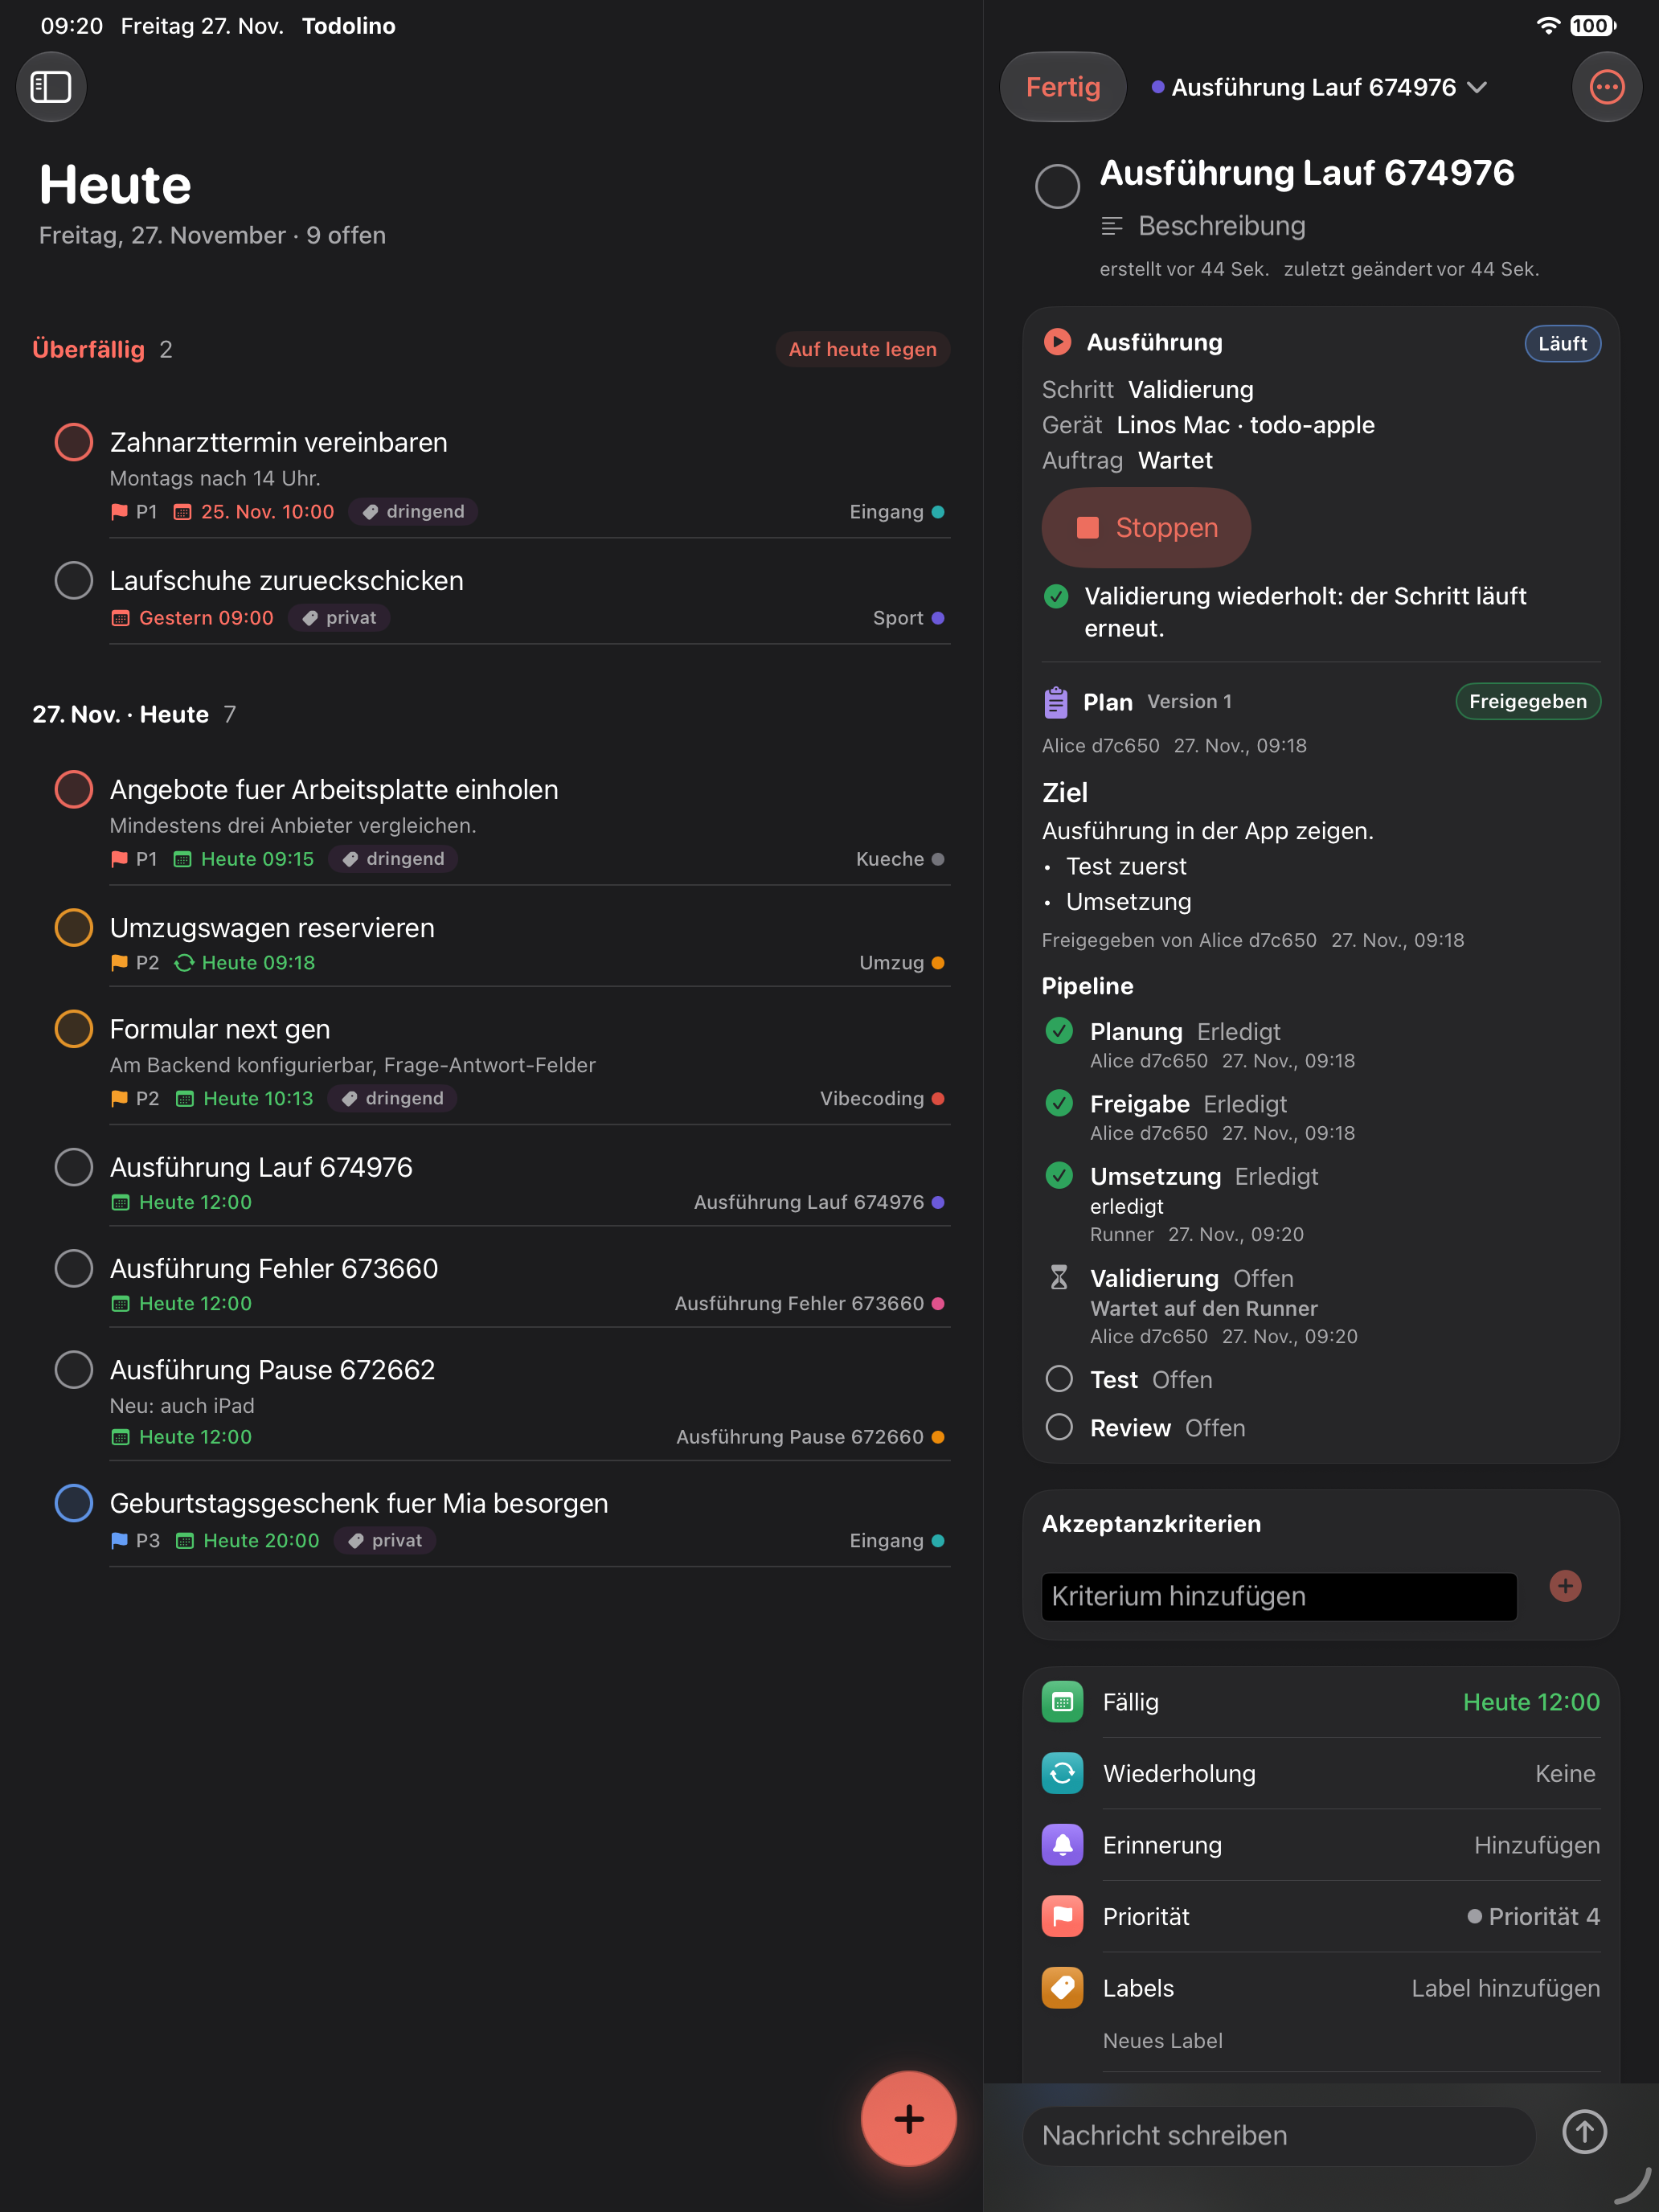 09:20 Freitag 27. Nov. Todolino
100
Heute
Freitag, 27. November · 9 offen
Überfällig 2
Auf heute legen
Zahnarzttermin vereinbaren
Montags nach 14 Uhr.
P1 25. Nov. 10:00 dringend Eingang
Laufschuhe zurueckschicken
Gestern 09:00 privat Sport
27. Nov. · Heute 7
Angebote fuer Arbeitsplatte einholen
Mindestens drei Anbieter vergleichen.
P1 Heute 09:15 dringend Kueche
Umzugswagen reservieren
P2 Heute 09:18 Umzug
Formular next gen
Am Backend konfigurierbar, Frage-Antwort-Felder
P2 Heute 10:13 dringend Vibecoding
Ausführung Lauf 674976
Heute 12:00 Ausführung Lauf 674976
Ausführung Fehler 673660
Heute 12:00 Ausführung Fehler 673660
Ausführung Pause 672662
Neu: auch iPad
Heute 12:00 Ausführung Pause 672660
Geburtstagsgeschenk fuer Mia besorgen
P3 Heute 20:00 privat Eingang
Fertig
Ausführung Lauf 674976
Ausführung Lauf 674976
Beschreibung
erstellt vor 44 Sek. zuletzt geändert vor 44 Sek.
Ausführung Läuft
Schritt Validierung
Gerät Linos Mac · todo-apple
Auftrag Wartet
Stoppen
Validierung wiederholt: der Schritt läuft
erneut.
Plan Version 1 Freigegeben
Alice d7c650 27. Nov., 09:18
Ziel
Ausführung in der App zeigen.
• Test zuerst
• Umsetzung
Freigegeben von Alice d7c650 27. Nov., 09:18
Pipeline
Planung Erledigt
Alice d7c650 27. Nov., 09:18
Freigabe Erledigt
Alice d7c650 27. Nov., 09:18
Umsetzung Erledigt
erledigt
Runner 27. Nov., 09:20
Validierung Offen
Wartet auf den Runner
Alice d7c650 27. Nov., 09:20
Test Offen
Review Offen
Akzeptanzkriterien
Kriterium hinzufügen
Fällig Heute 12:00
Wiederholung Keine
Erinnerung Hinzufügen
Priorität Priorität 4
Labels Label hinzufügen
Neues Label
Nachricht schreiben